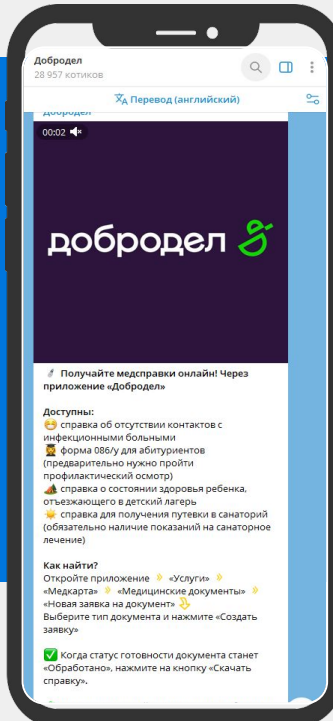 Добродел
28 957 котиков
Перевод (английский)
Добродел
00:02
добродел
Получайте медсправки онлайн! Через
приложение «Добродел»
Доступны:
справка об отсутствии контактов с
инфекционными больными
форма 086/у для абитуриентов
(предварительно нужно пройти
профилактический осмотр)
справка о состоянии здоровья ребенка,
отъезжающего в детский лагерь
справка для получения путевки в санаторий
(обязательно наличие показаний на санаторное
лечение)
Как найти?
Откройте приложение «Услуги»
«Медкарта» «Медицинские документы»
«Новая заявка на документ»
Выберите тип документа и нажмите «Создать
заявку»
Когда статус готовности документа станет
«Обработано», нажмите на кнопку «Скачать
справку».